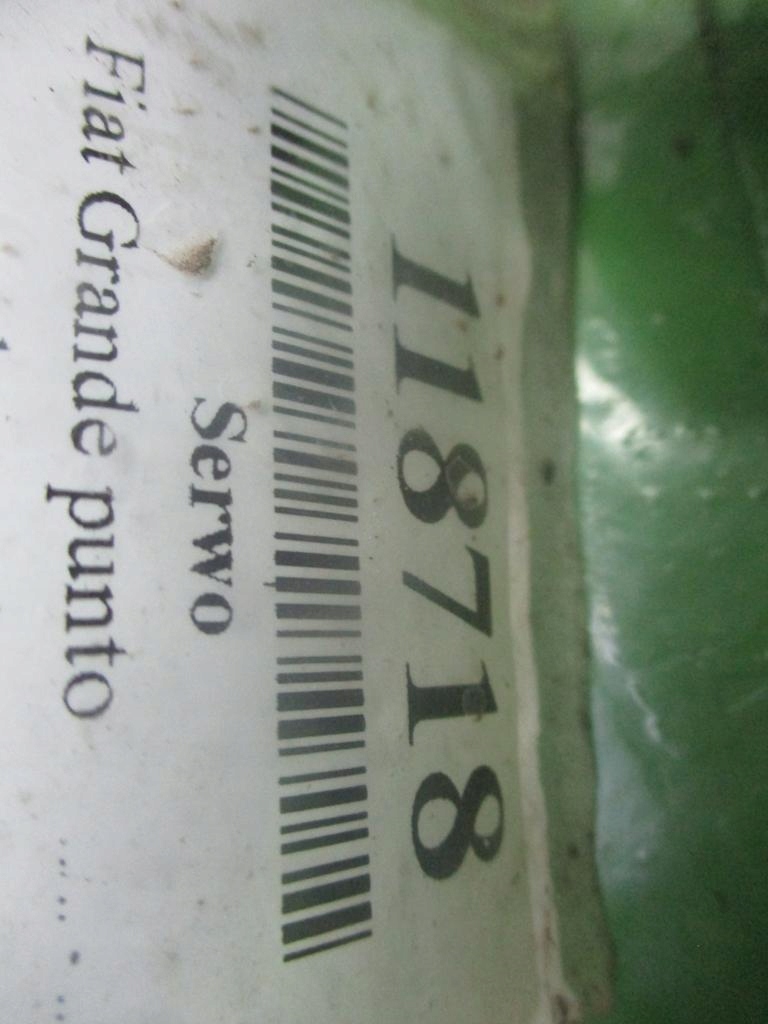 118718
Serwo
Fiat Grande punto